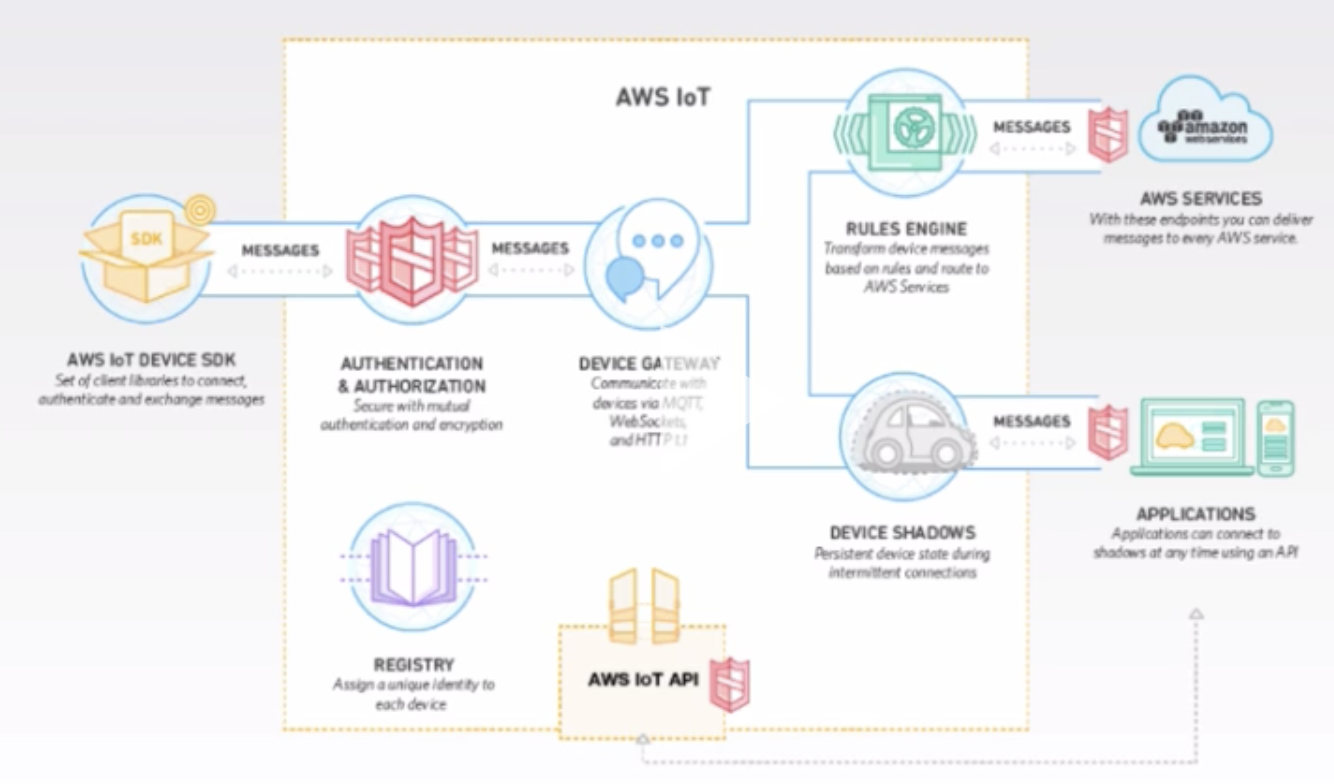 AWS IoT
MESSAGES
amazon
webservices
AWS SERVICES
With these endpoints you can deliver
messages to every AWS service.
RULES ENGINE
Transform device messages
based on rules and route to
AWS Services
SDK
MESSAGES
MESSAGES
AWS IoT DEVICE SDK
Set of client libraries to connect,
authenticate and exchange messages
AUTHENTICATION
& AUTHORIZATION
Secure with mutual
authentication and encryption
DEVICE GATEWAY
Communicate with
devices via MQTT,
WebSockets,
and HTTP 1.1
MESSAGES
DEVICE SHADOWS
Persistent device state during
intermittent connections
APPLICATIONS
Applications can connect to
shadows at any time using an API
REGISTRY
Assign a unique identity to
each device
AWS IoT API